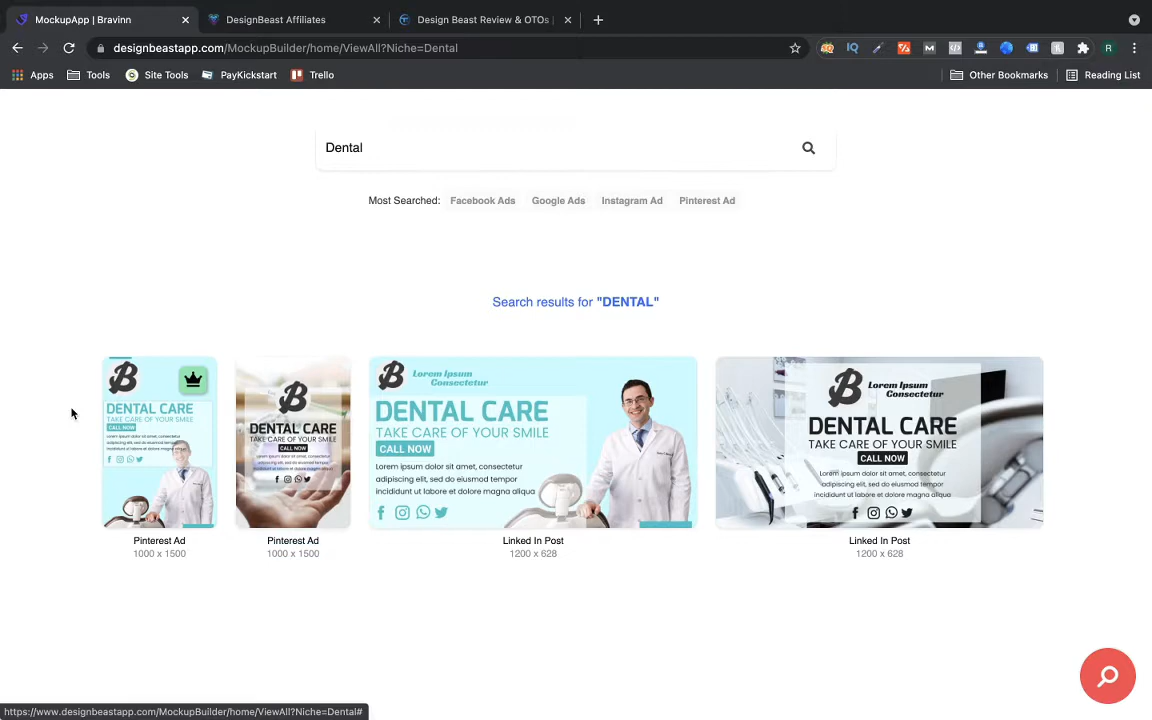 MockupApp | Bravinn
DesignBeast Affiliates
Design Beast Review & OTOs |
designbeastapp.com/MockupBuilder/home/ViewAll?Niche=Dental
Apps
Tools
Site Tools
PayKickstart
Trello
Other Bookmarks
Reading List
Dental
Most Searched: Facebook Ads Google Ads Instagram Ad Pinterest Ad
Search results for "DENTAL"
B
DENTAL CARE
TAKE CARE OF YOUR SMILE
CALL NOW
Pinterest Ad
1000 x 1500
B
DENTAL CARE
TAKE CARE OF YOUR SMILE
CALL NOW
Pinterest Ad
1000 x 1500
B
Lorem Ipsum
Consectetur
DENTAL CARE
TAKE CARE OF YOUR SMILE
CALL NOW
Lorem ipsum dolor sit amet, consectetur
adipiscing elit, sed do eiusmod tempor
incididunt ut labore et dolore magna aliqua
Linked In Post
1200 x 628
B
Lorem Ipsum
Consectetur
DENTAL CARE
TAKE CARE OF YOUR SMILE
CALL NOW
Lorem ipsum dolor sit amet, consectetur
adipiscing elit, sed do eiusmod tempor
incididunt ut labore et dolore magna aliqua
Linked In Post
1200 x 628
https://www.designbeastapp.com/MockupBuilder/home/ViewAll?Niche=Dental#